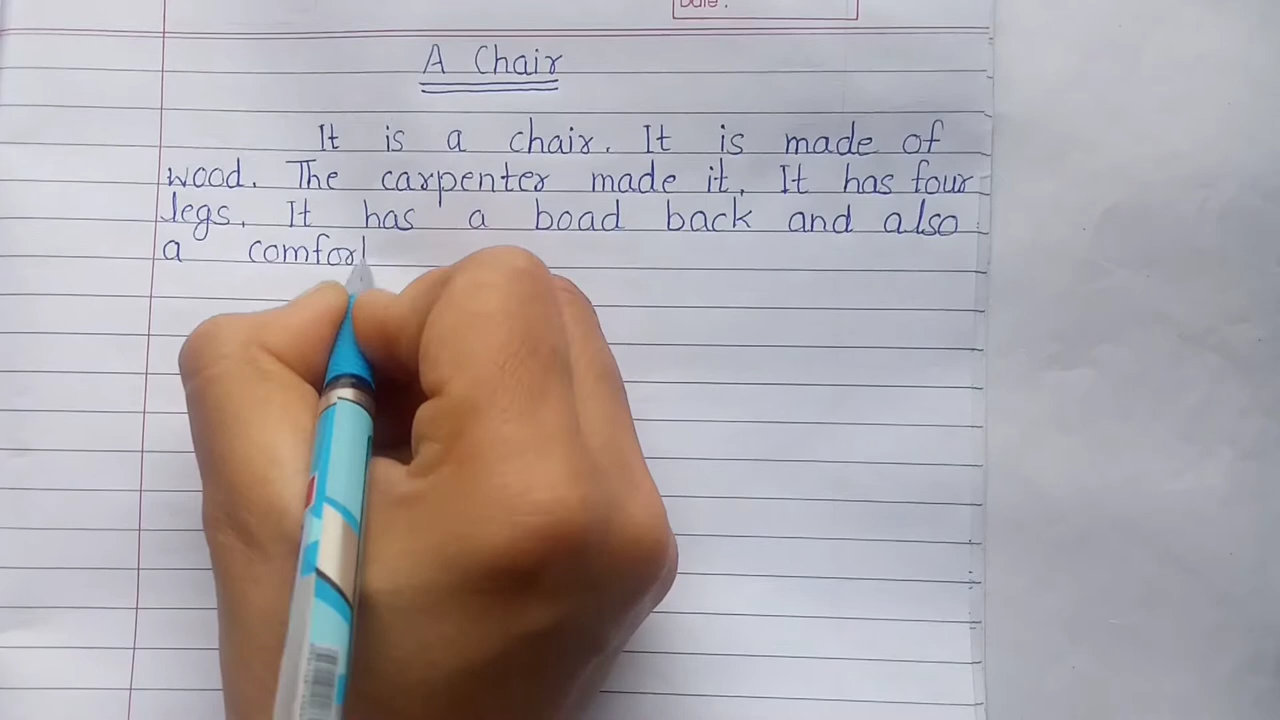 Date :
A Chair
It is a chair. It is made of
wood. The carpenter made it. It has four
legs. It has a boad back and also
a comfor